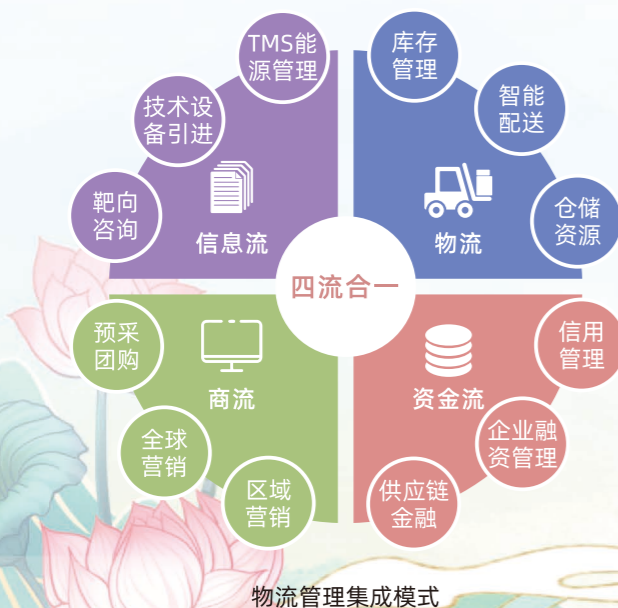 TMS能
源管理
技术设
备引进
靶向
咨询
信息流
库存
管理
智能
配送
仓储
资源
物流
四流合一
预采
团购
全球
营销
区域
营销
商流
信用
管理
企业融
资管理
供应链
金融
资金流
物流管理集成模式